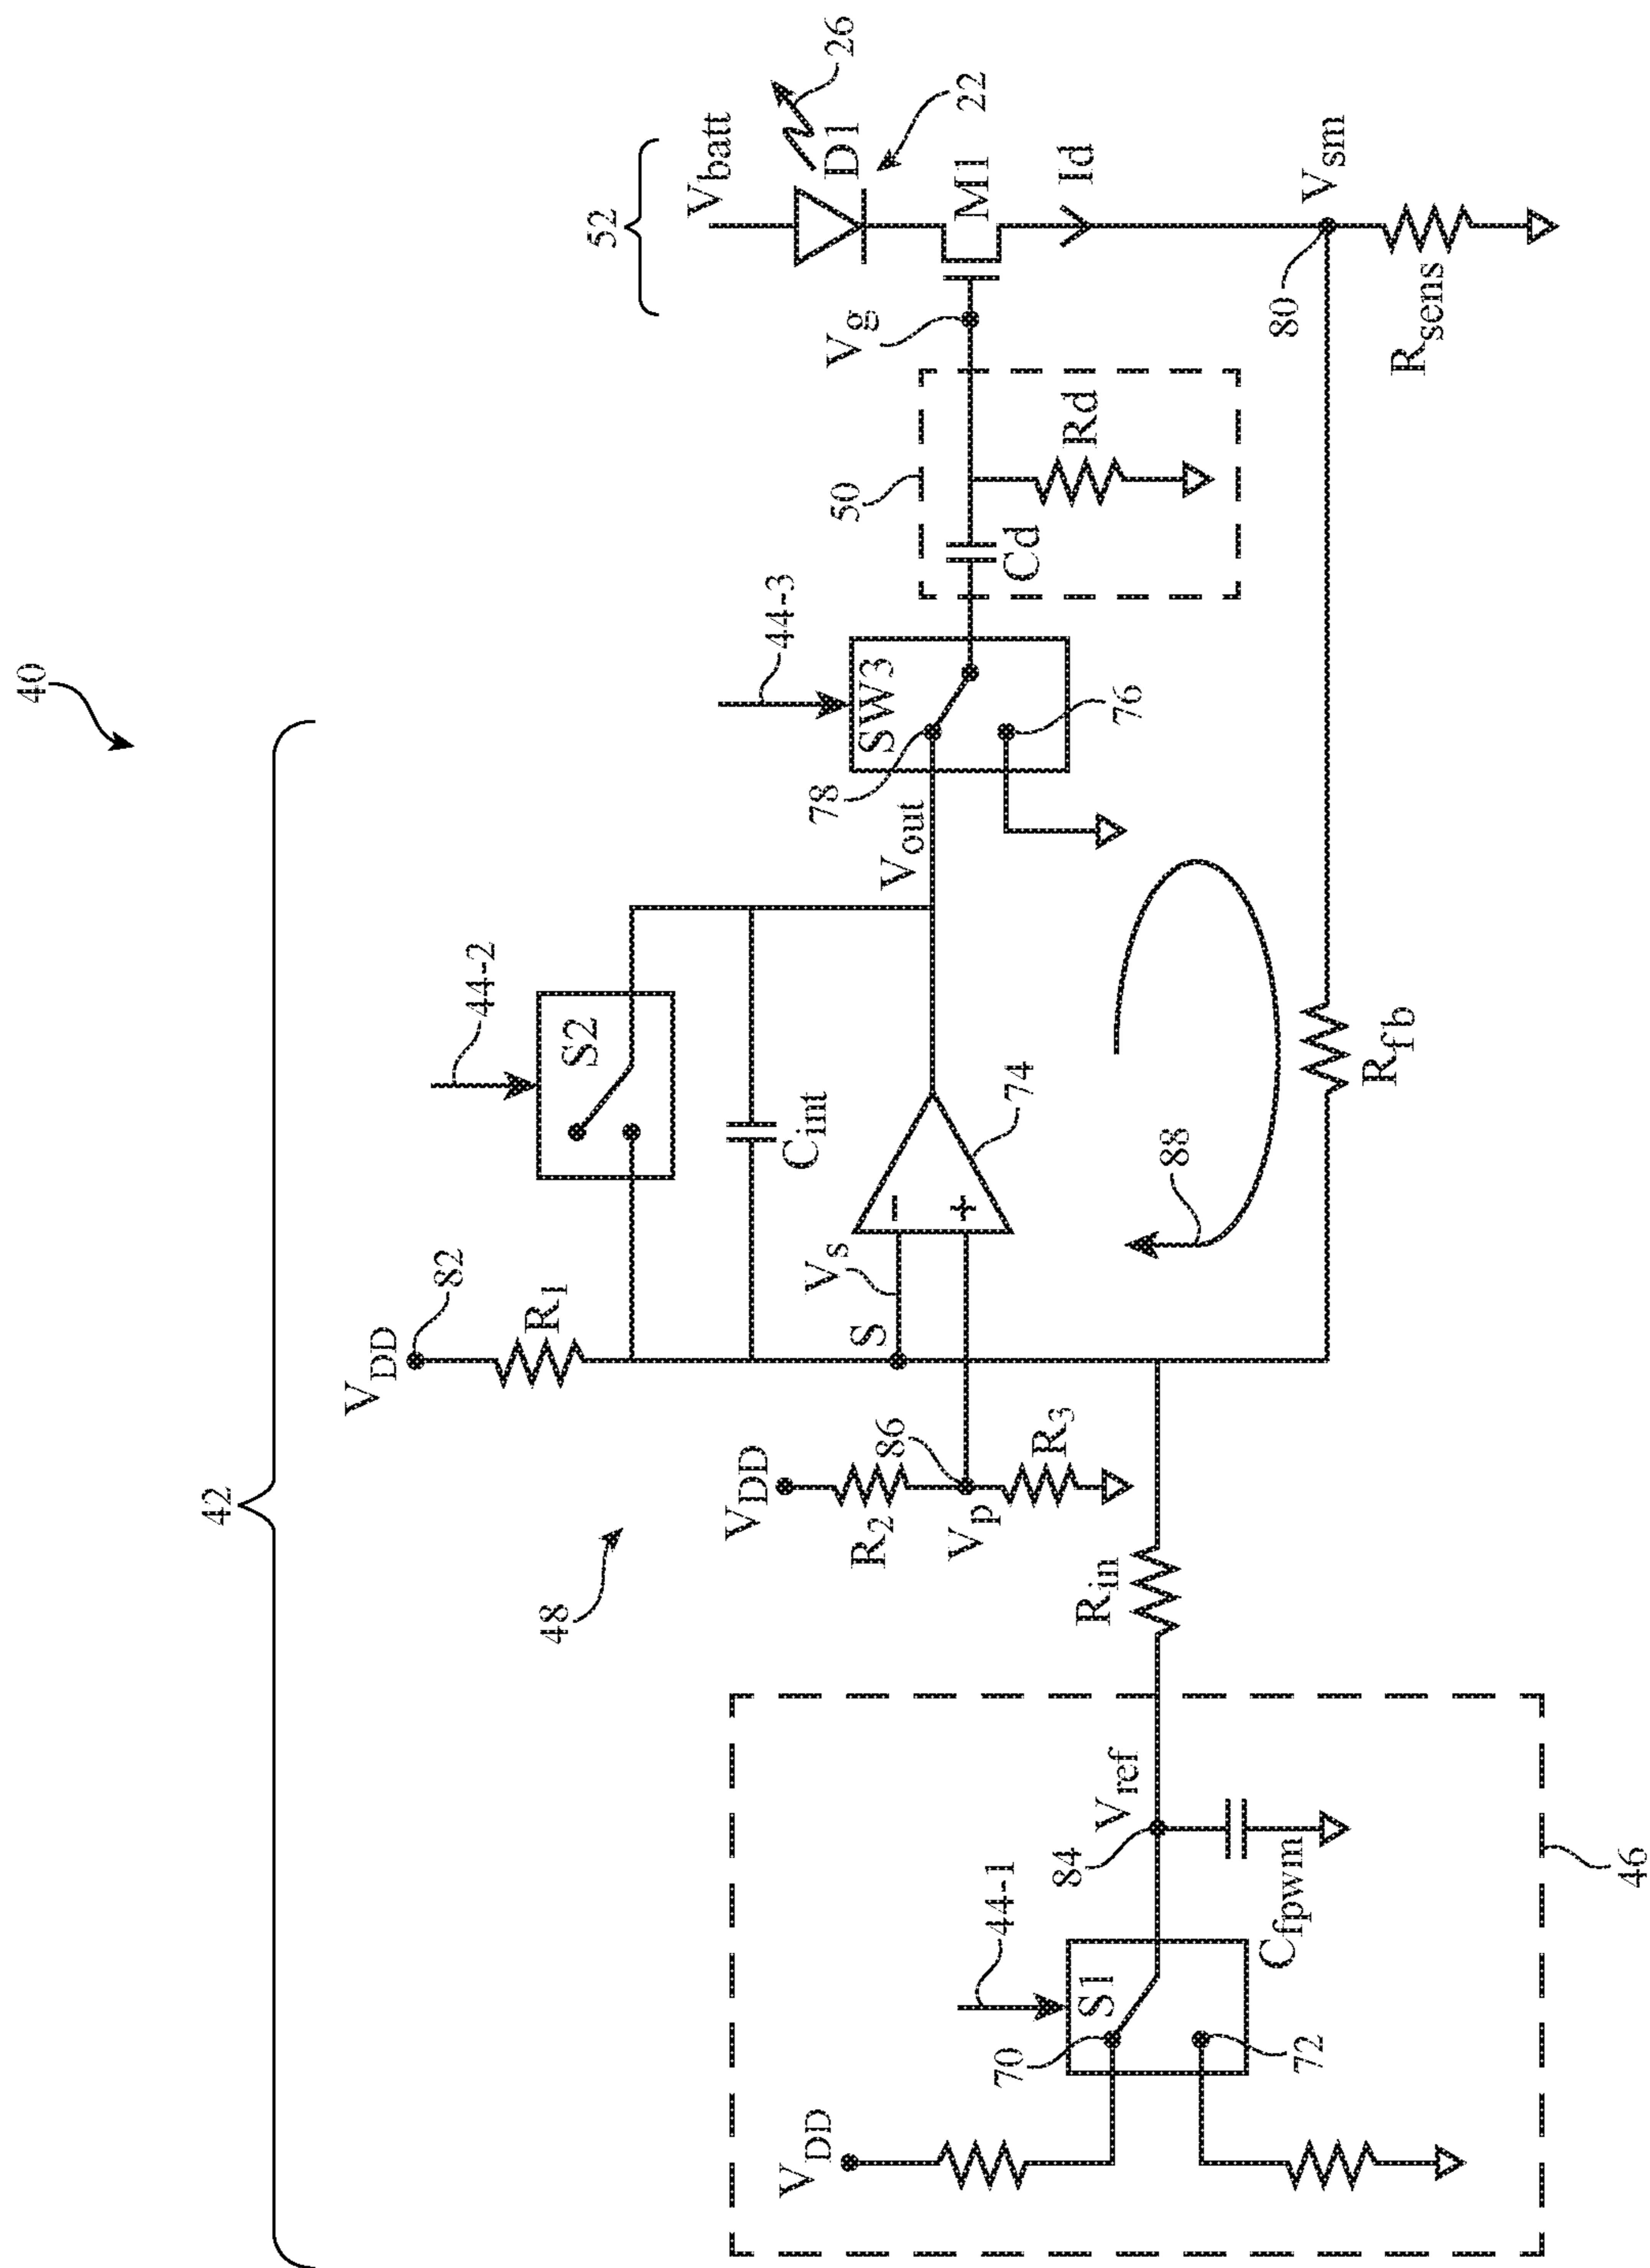 40
42
52
V_batt
26
D1
22
M1
Id
V_g
44-3
SW3
78
76
50
Cd
Rd
V_sm
80
R_sens
44-2
S2
C_int
V_out
74
88
R_fb
V_DD
82
R_1
V_s
S
48
V_DD
R_2
86
V_p
R_3
R_in
46
V_ref
84
44-1
S1
C_fpwm
70
72
V_DD